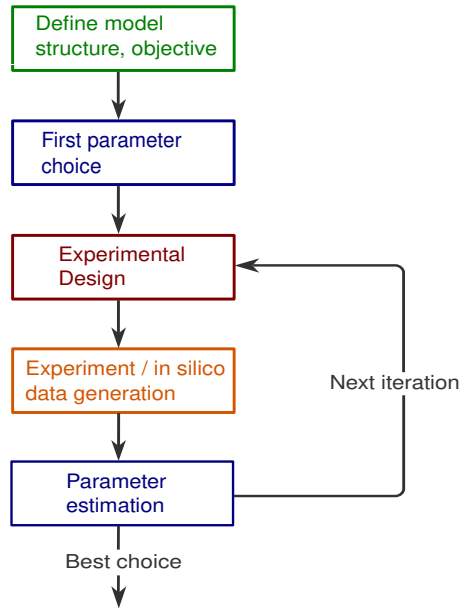 Define model
structure, objective
First parameter
choice
Experimental
Design
Experiment / in silico
data generation
Next iteration
Parameter
estimation
Best choice